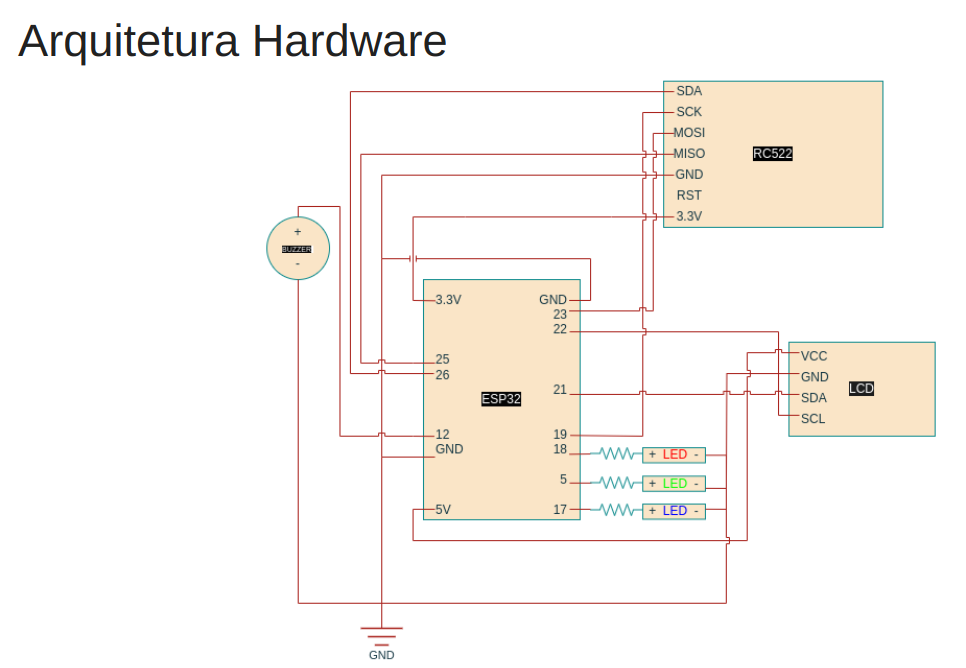 Arquitetura Hardware
SDA
SCK
MOSI
MISO
GND
RST
3.3V
RC522
+
BUZZER
-
3.3V
25
26
12
GND
5V
ESP32
GND
23
22
21
19
18
5
17
VCC
GND
SDA
SCL
LCD
+ LED -
+ LED -
+ LED -
GND